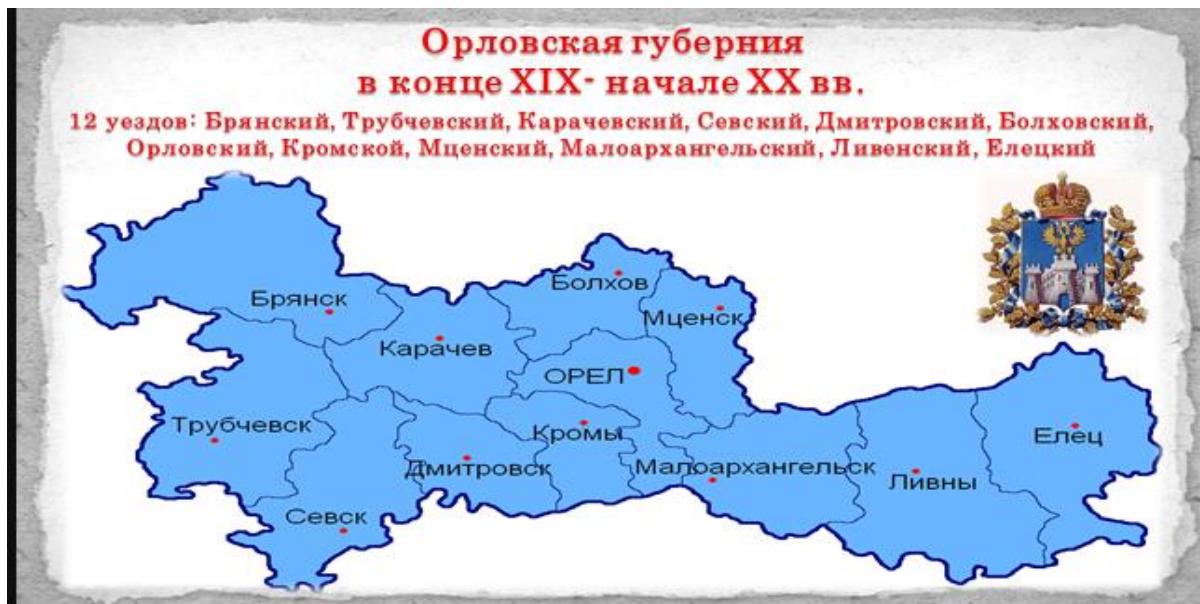 Орловская губерния
в конце XIX- начале XX вв.
12 уездов: Брянский, Трубчевский, Карачевский, Севский, Дмитровский, Болховский,
Орловский, Кромской, Мценский, Малоархангельский, Ливенский, Елецкий
Болхов
Брянск
Мценск
Карачев
ОРЕЛ
Трубчевск
Кромы
Елец
Дмитровск
Малоархангельск
Ливны
Севск